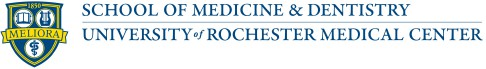 1850
MELIORA
SCHOOL OF MEDICINE & DENTISTRY
UNIVERSITY of ROCHESTER MEDICAL CENTER